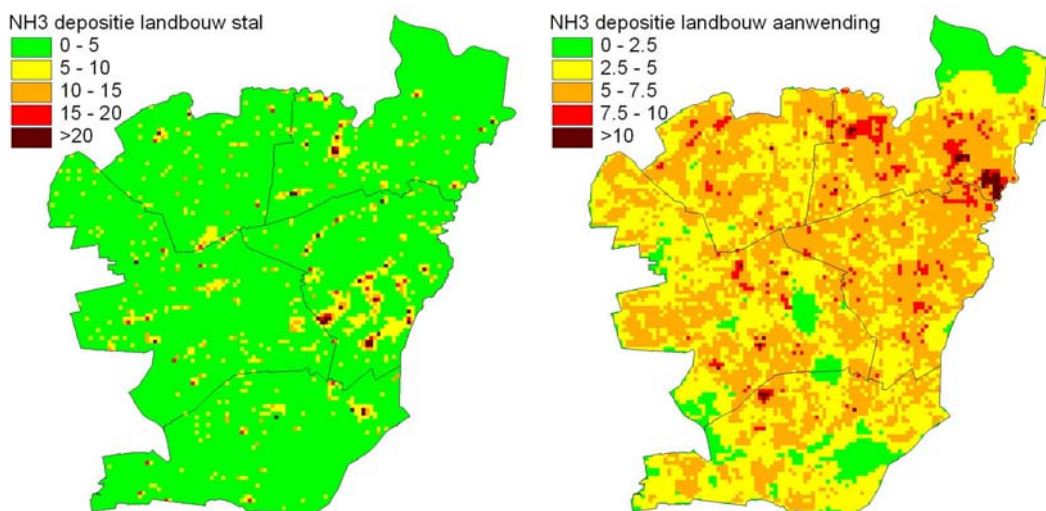 NH3 depositie landbouw stal
0 - 5
5 - 10
10 - 15
15 - 20
>20
NH3 depositie landbouw aanwending
0 - 2.5
2.5 - 5
5 - 7.5
7.5 - 10
>10